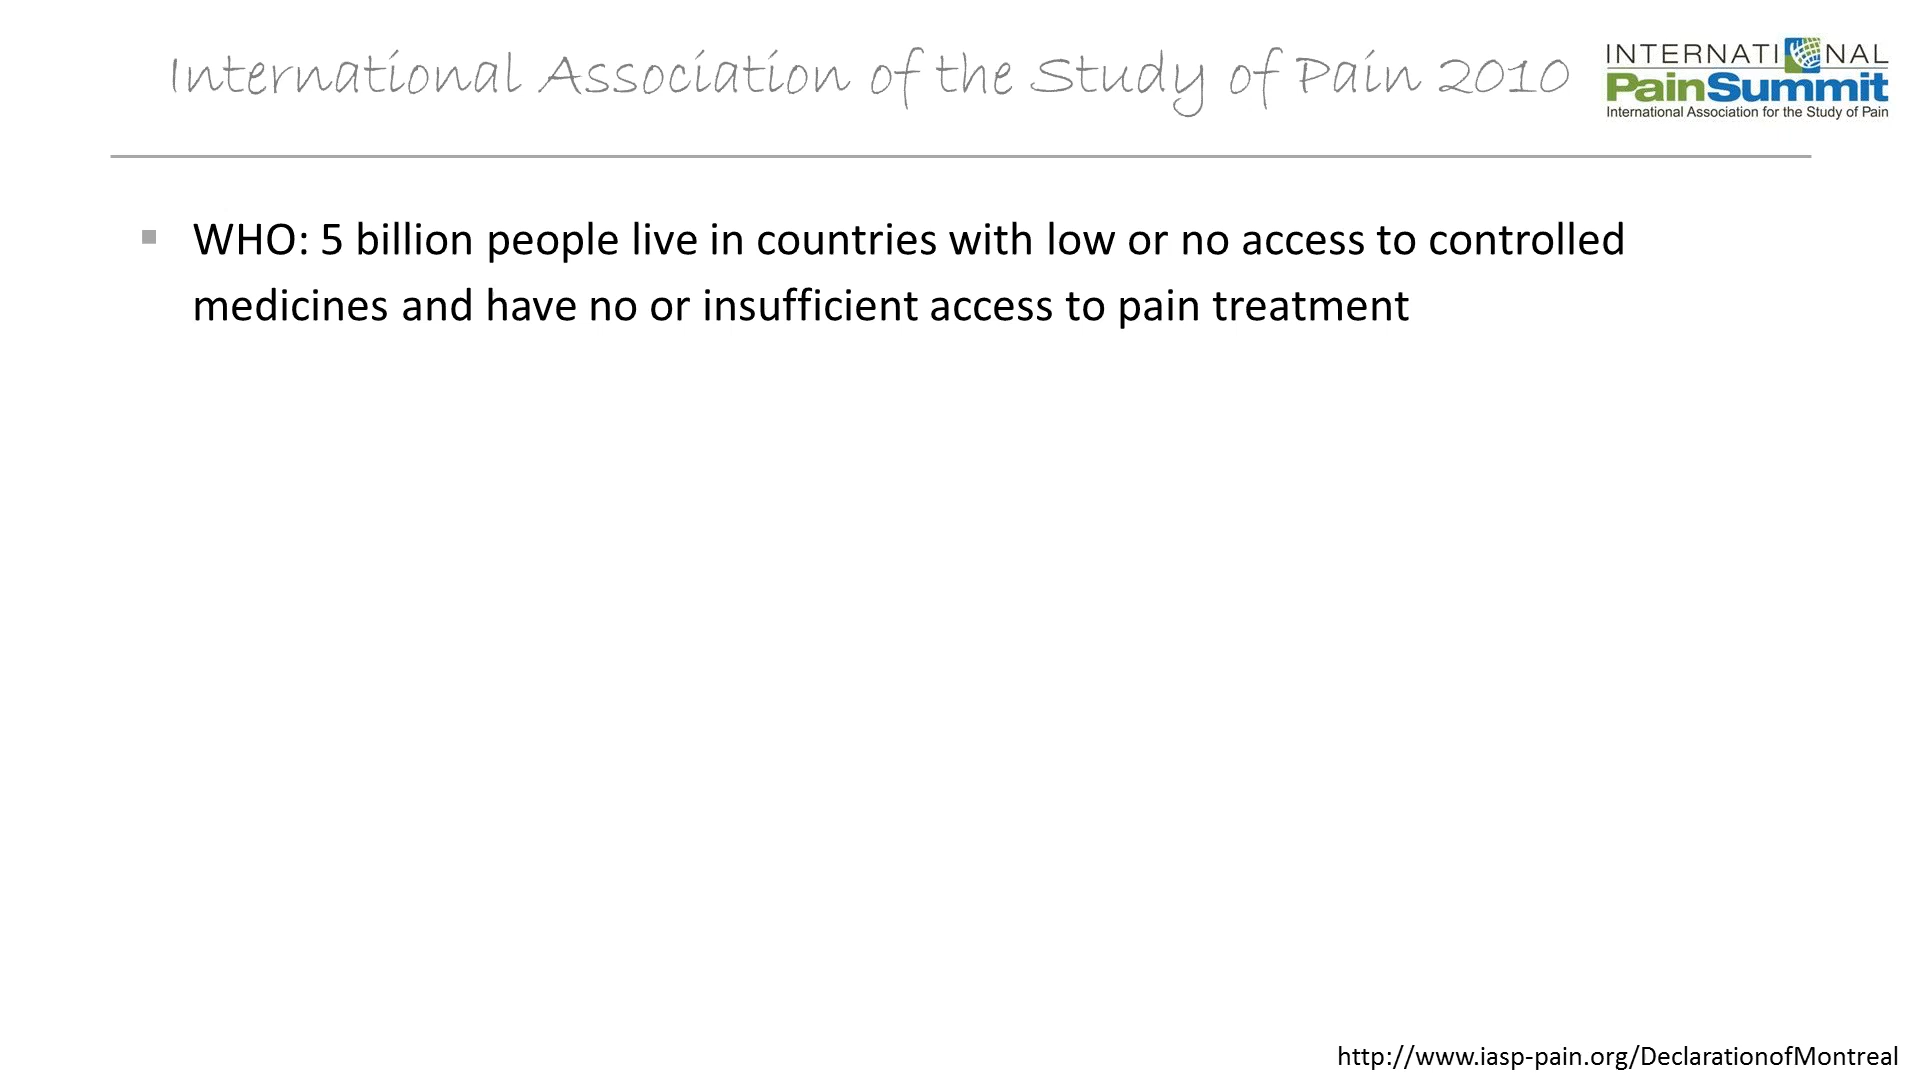 International Association of the Study of Pain 2010
INTERNATIONAL
PainSummit
International Association for the Study of Pain
WHO: 5 billion people live in countries with low or no access to controlled
medicines and have no or insufficient access to pain treatment
http://www.iasp-pain.org/DeclarationofMontreal